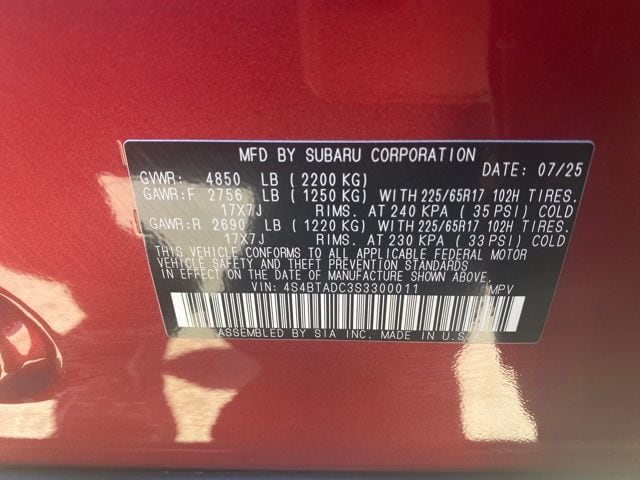 MFD BY SUBARU CORPORATION
DATE: 07/25
GVWR: 4850 LB (2200 KG)
GAWR:F 2756 LB (1250 KG) WITH 225/65R17 102H TIRES.
17X7J RIMS. AT 240 KPA (35 PSI) COLD
GAWR:R 2690 LB (1220 KG) WITH 225/65R17 102H TIRES.
17X7J RIMS. AT 230 KPA (33 PSI) COLD
THIS VEHICLE CONFORMS TO ALL APPLICABLE FEDERAL MOTOR
VEHICLE SAFETY AND THEFT PREVENTION STANDARDS
IN EFFECT ON THE DATE OF MANUFACTURE SHOWN ABOVE.
VIN: 4S4BTADC3S3300011 MPV
ASSEMBLED BY SIA INC. MADE IN U.S.